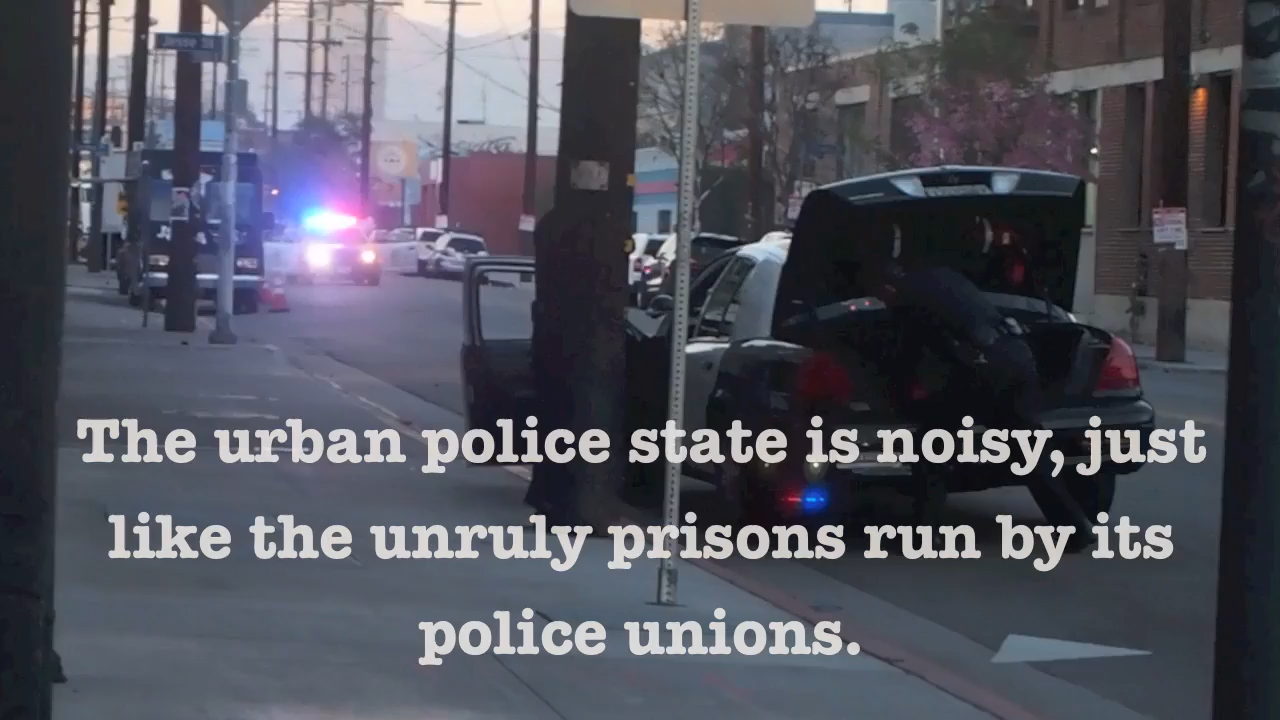 The urban police state is noisy, just
like the unruly prisons run by its
police unions.